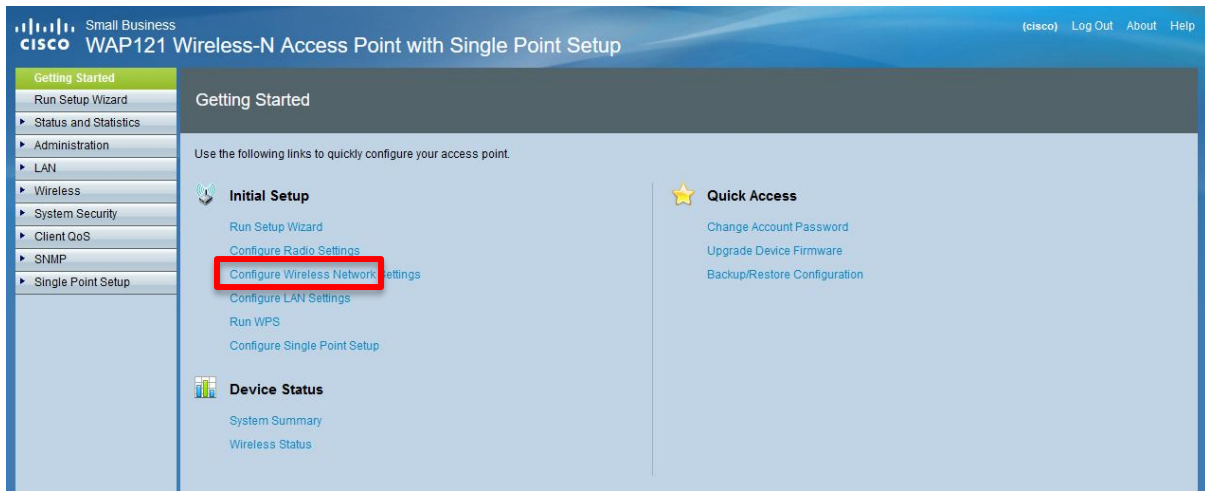 Small Business
CISCO WAP121 Wireless-N Access Point with Single Point Setup
(cisco) Log Out About Help
Getting Started
Run Setup Wizard
Status and Statistics
Administration
LAN
Wireless
System Security
Client QoS
SNMP
Single Point Setup
Getting Started
Use the following links to quickly configure your access point.
Initial Setup
Run Setup Wizard
Configure Radio Settings
Configure Wireless Network Settings
Configure LAN Settings
Run WPS
Configure Single Point Setup
Device Status
System Summary
Wireless Status
Quick Access
Change Account Password
Upgrade Device Firmware
Backup/Restore Configuration